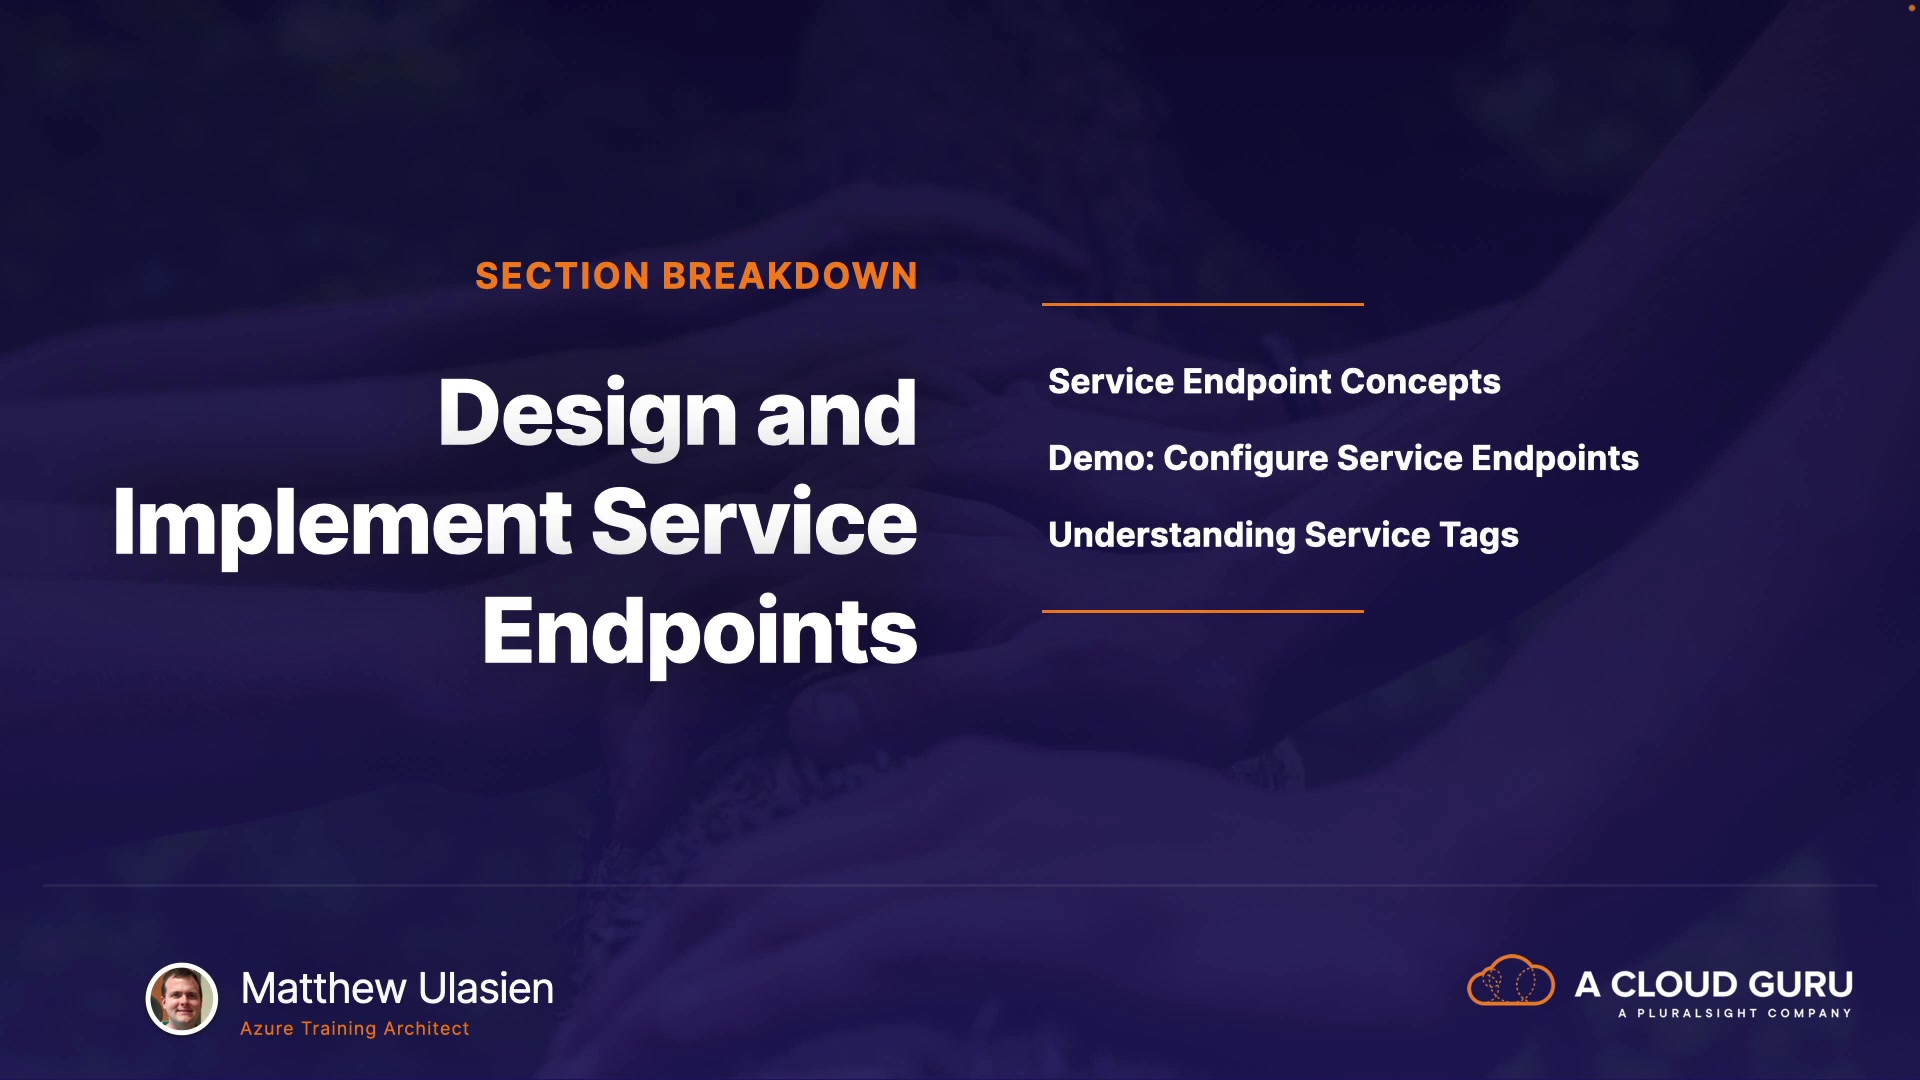 SECTION BREAKDOWN
Design and
Implement Service
Endpoints
Service Endpoint Concepts
Demo: Configure Service Endpoints
Understanding Service Tags
Matthew Ulasien
Azure Training Architect
A CLOUD GURU
A PLURALSIGHT COMPANY